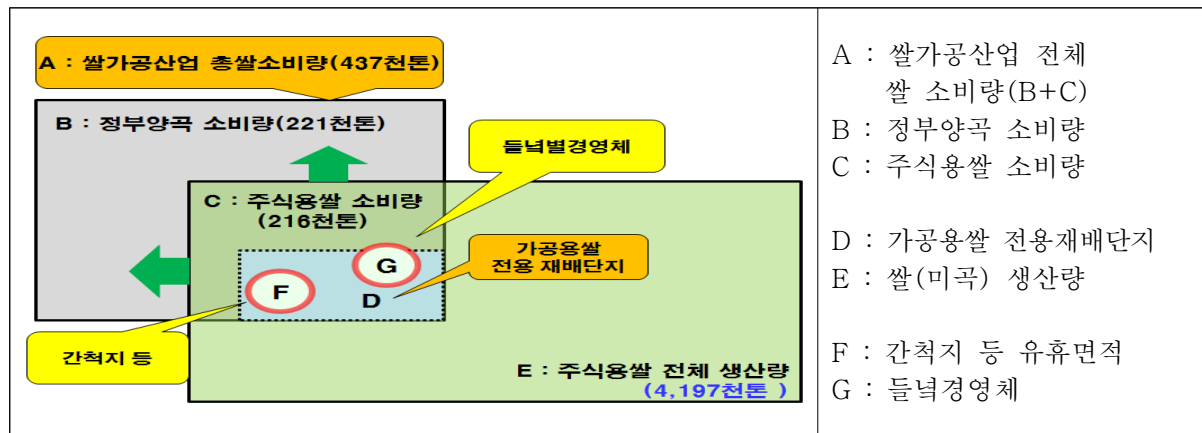 A : 쌀가공산업 총쌀소비량(437천톤)
B : 정부양곡 소비량(221천톤)
들녘별경영체
C : 주식용쌀 소비량
(216천톤)
가공용쌀
전용 재배단지
G
F
D
간척지 등
E : 주식용쌀 전체 생산량
(4,197천톤 )
A : 쌀가공산업 전체
쌀 소비량(B+C)
B : 정부양곡 소비량
C : 주식용쌀 소비량
D : 가공용쌀 전용재배단지
E : 쌀(미곡) 생산량
F : 간척지 등 유휴면적
G : 들녘경영체